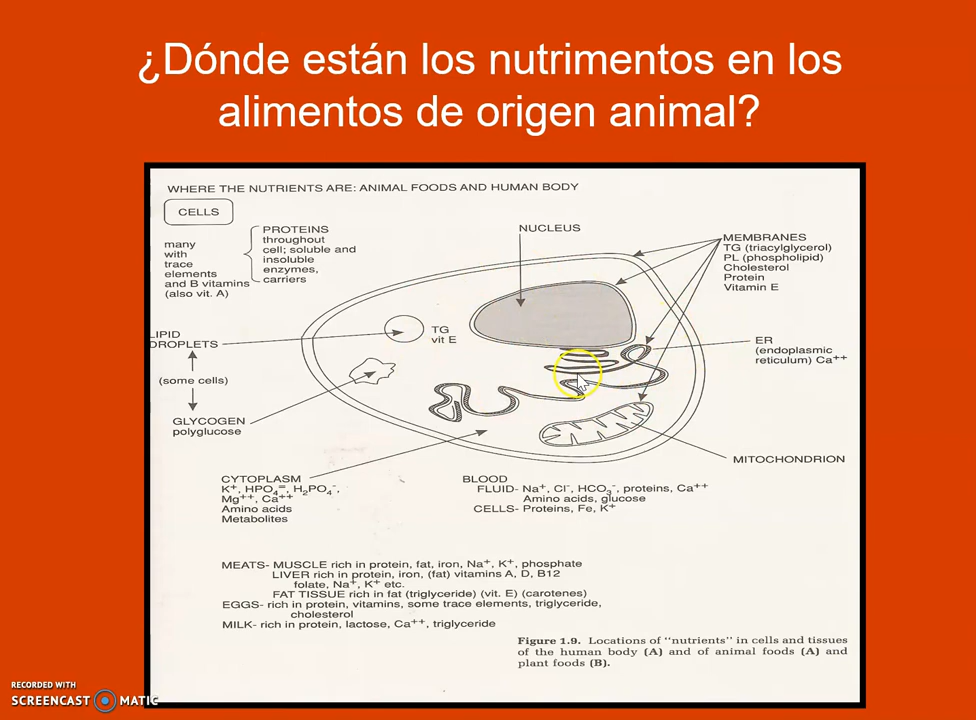 ¿Dónde están los nutrimentos en los
alimentos de origen animal?
WHERE THE NUTRIENTS ARE: ANIMAL FOODS AND HUMAN BODY
CELLS
many
with
trace
elements
and B vitamins
(also vit. A)
PROTEINS
throughout
cell; soluble and
insoluble
enzymes,
carriers
NUCLEUS
MEMBRANES
TG (triacylglycerol)
PL (phospholipid)
Cholesterol
Protein
Vitamin E
LIPID
DROPLETS
TG
vit E
ER
(endoplasmic
reticulum) Ca++
(some cells)
GLYCOGEN
polyglucose
MITOCHONDRION
CYTOPLASM
K⁺, HPO₄⁼, H₂PO₄⁻,
Mg⁺⁺, Ca⁺⁺
Amino acids
Metabolites
BLOOD
FLUID- Na⁺, Cl⁻, HCO₃⁻, proteins, Ca⁺⁺
Amino acids, glucose
CELLS- Proteins, Fe, K⁺
MEATS- MUSCLE rich in protein, fat, iron, Na⁺, K⁺, phosphate
LIVER rich in protein, iron, (fat) vitamins A, D, B12
folate, Na⁺, K⁺ etc.
FAT TISSUE rich in fat (triglyceride) (vit. E) (carotenes)
EGGS- rich in protein, vitamins, some trace elements, triglyceride,
cholesterol
MILK- rich in protein, lactose, Ca⁺⁺, triglyceride
Figure 1.9. Locations of "nutrients" in cells and tissues
of the human body (A) and of animal foods (A) and
plant foods (B).
RECORDED WITH
SCREENCAST MATIC